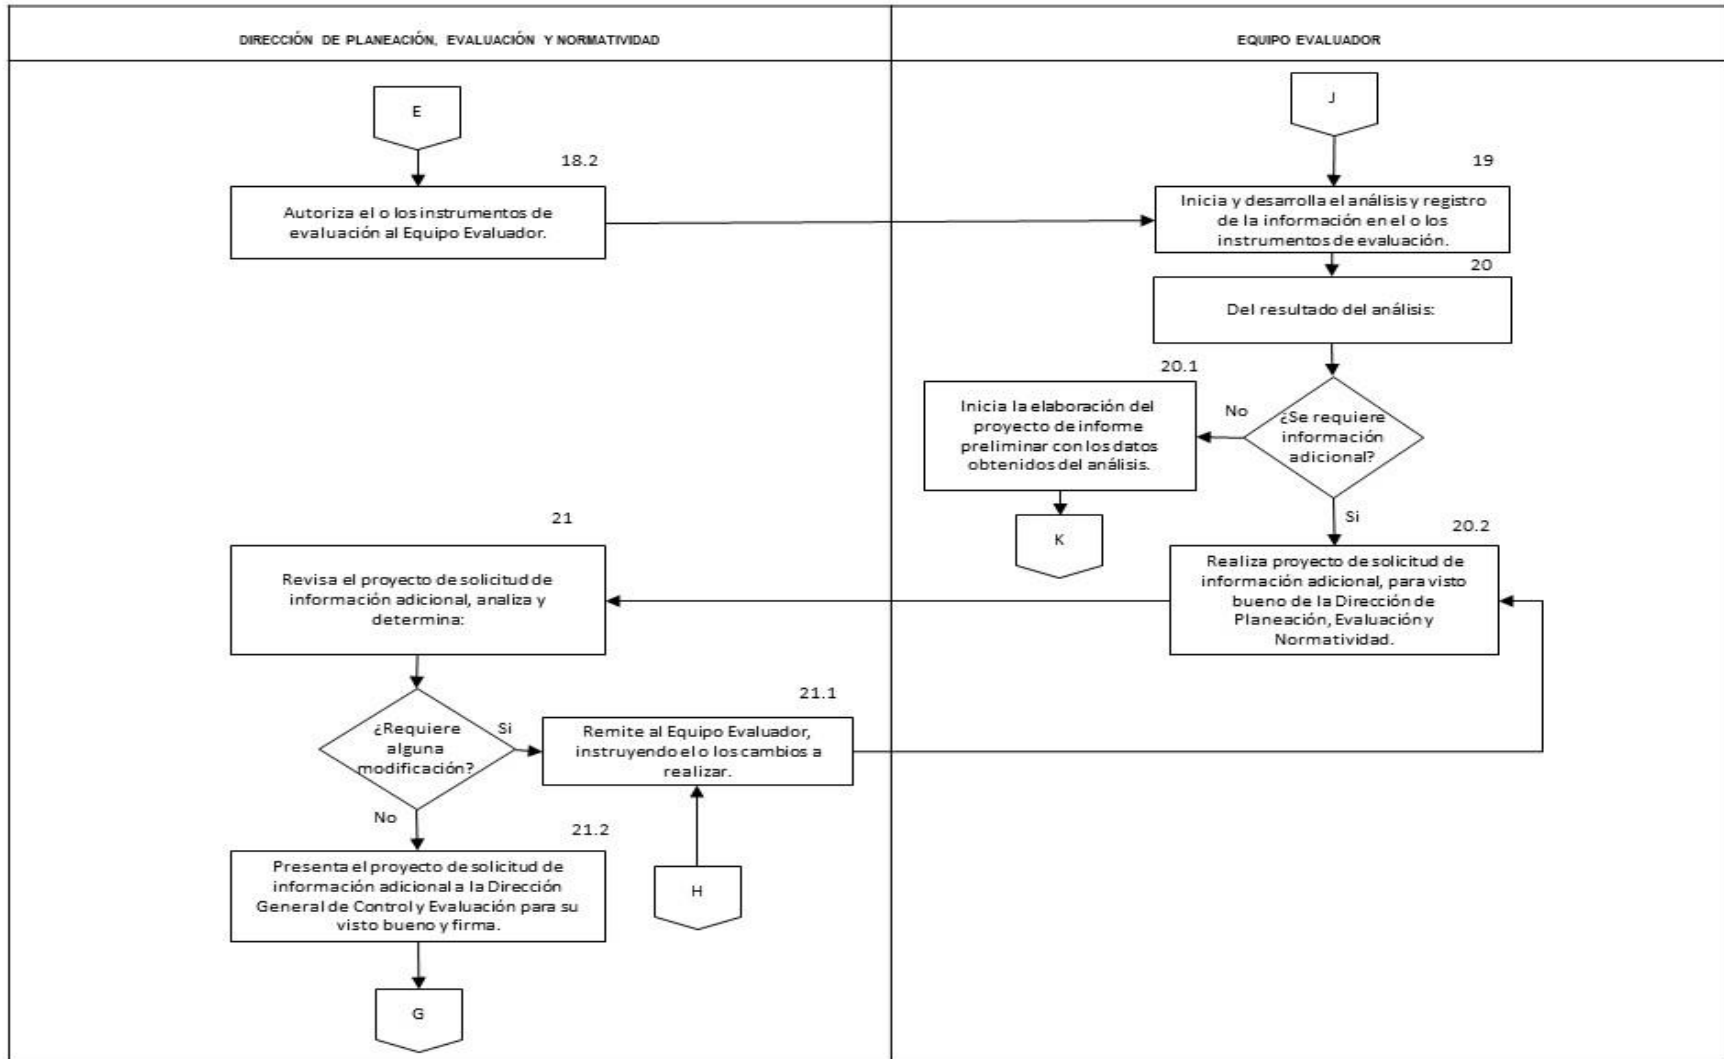 DIRECCIÓN DE PLANEACIÓN, EVALUACIÓN Y NORMATIVIDAD
EQUIPO EVALUADOR
E
J
18.2
19
Autoriza el o los instrumentos de
evaluación al Equipo Evaluador.
Inicia y desarrolla el análisis y registro
de la información en el o los
instrumentos de evaluación.
20
Del resultado del análisis:
20.1
Inicia la elaboración del
proyecto de informe
preliminar con los datos
obtenidos del análisis.
No
¿Se requiere
información
adicional?
Si
K
21
20.2
Revisa el proyecto de solicitud de
información adicional, analiza y
determina:
Realiza proyecto de solicitud de
información adicional, para visto
bueno de la Dirección de
Planeación, Evaluación y
Normatividad.
21.1
¿Requiere
alguna
modificación?
Si
Remite al Equipo Evaluador,
instruyendo el o los cambios a
realizar.
No
21.2
Presenta el proyecto de solicitud de
información adicional a la Dirección
General de Control y Evaluación para su
visto bueno y firma.
H
G